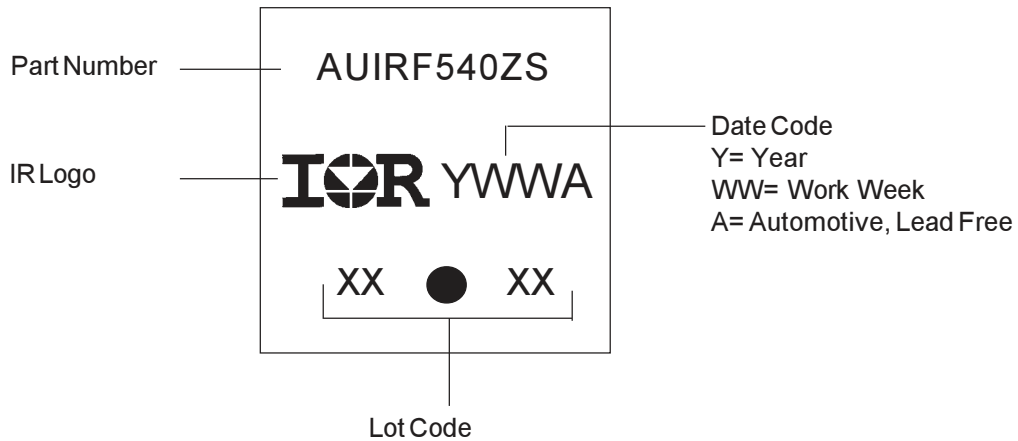 Part Number
AUIRF540ZS
IR Logo
IOR YWWA
Date Code
Y= Year
WW= Work Week
A= Automotive, Lead Free
XX XX
Lot Code